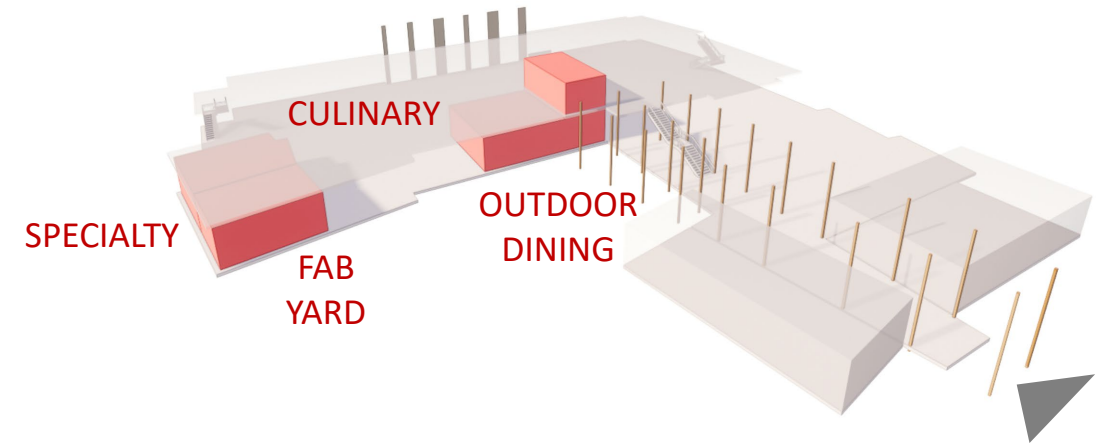 CULINARY
OUTDOOR
DINING
SPECIALTY
FAB
YARD